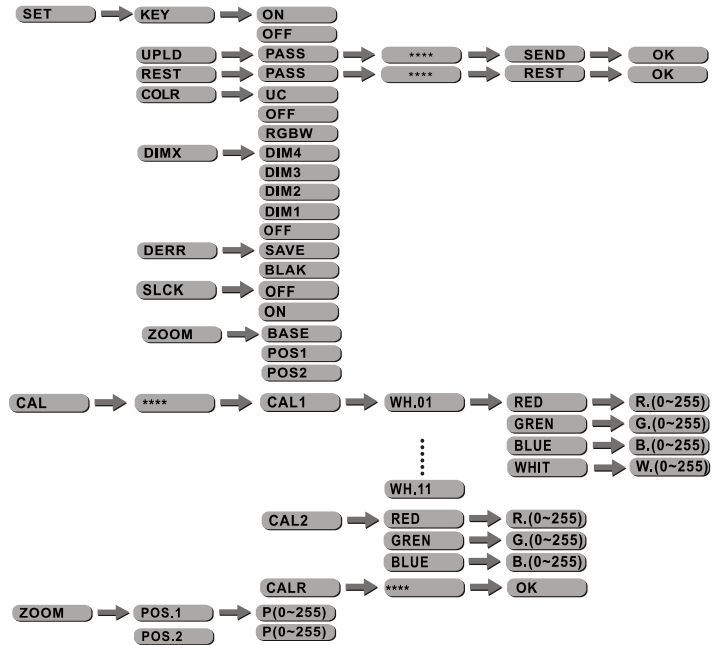 SET KEY ON
OFF
UPLD PASS **** SEND OK
REST PASS **** REST OK
COLR UC
OFF
RGBW
DIMX DIM4
DIM3
DIM2
DIM1
OFF
DERR SAVE
BLAK
SLCK OFF
ON
ZOOM BASE
POS1
POS2
CAL **** CAL1 WH.01 RED R.(0~255)
GREN G.(0~255)
BLUE B.(0~255)
WHIT W.(0~255)
WH.11
CAL2 RED R.(0~255)
GREN G.(0~255)
BLUE B.(0~255)
CALR **** OK
ZOOM POS.1 P(0~255)
POS.2 P(0~255)